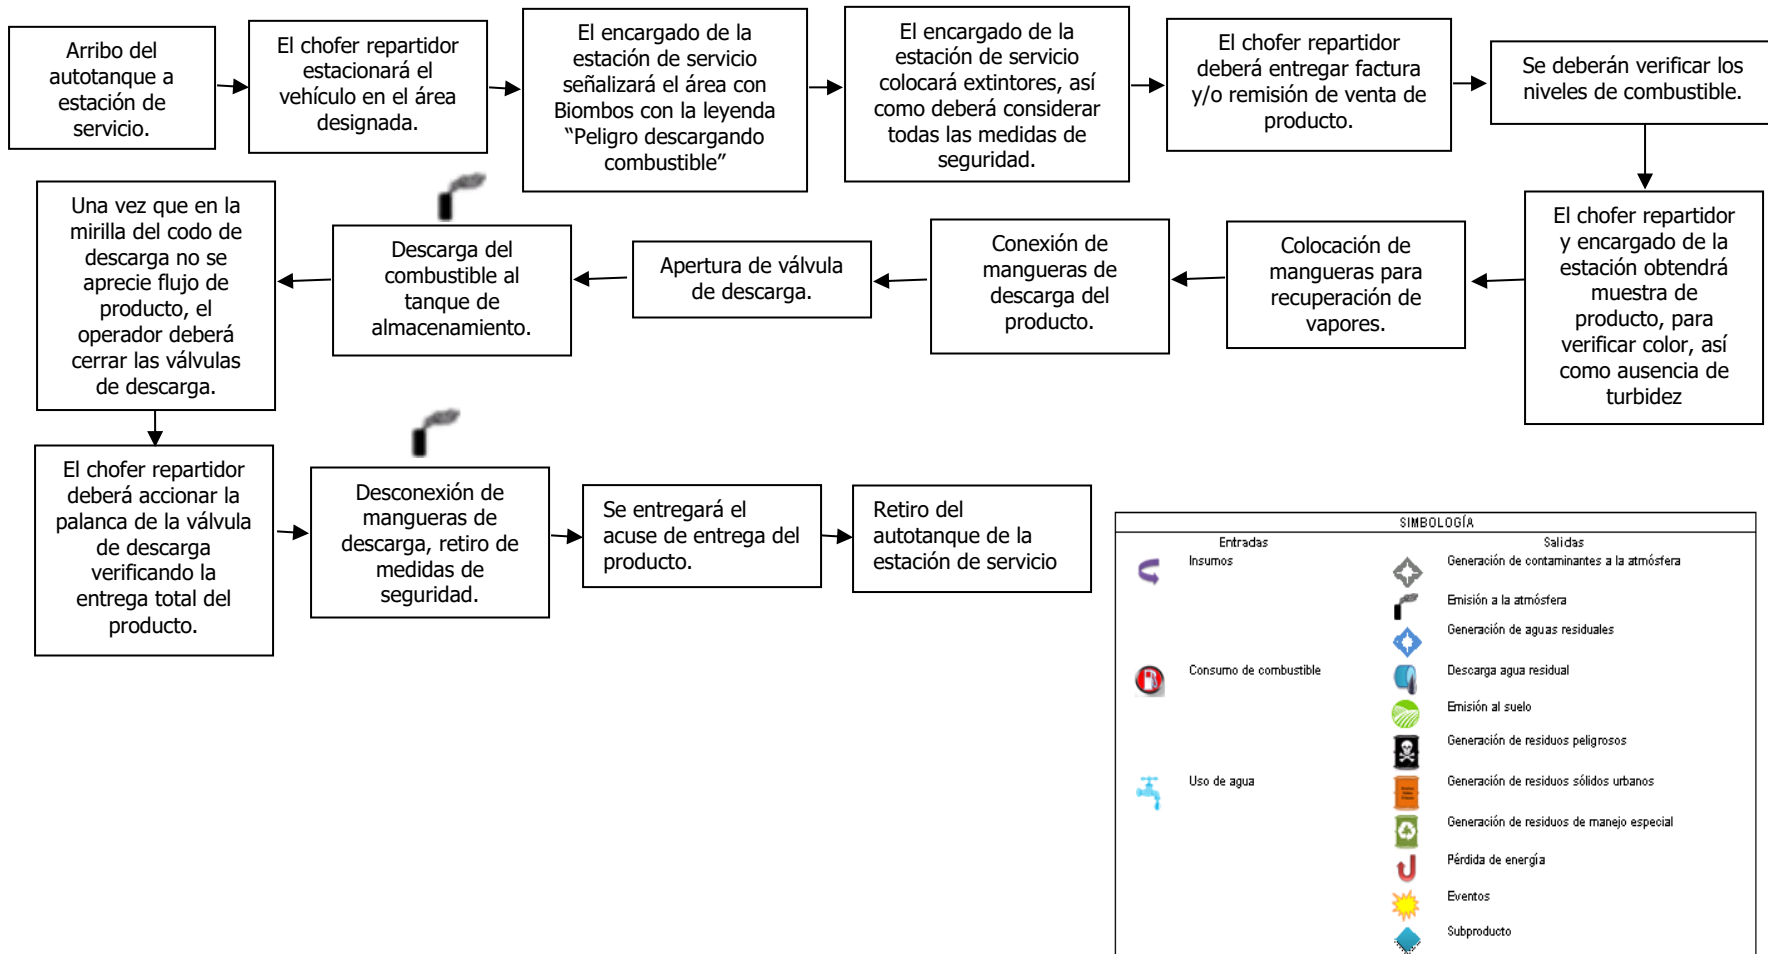 Arribo del
autotanque a
estación de
servicio.
El chofer repartidor
estacionará el
vehículo en el área
designada.
El encargado de la
estación de servicio
señalizará el área con
Biombos con la leyenda
“Peligro descargando
combustible”
El encargado de la
estación de servicio
colocará extintores, así
como deberá considerar
todas las medidas de
seguridad.
El chofer repartidor
deberá entregar factura
y/o remisión de venta de
producto.
Se deberán verificar los
niveles de combustible.
El chofer repartidor
y encargado de la
estación obtendrá
muestra de
producto, para
verificar color, así
como ausencia de
turbidez
Colocación de
mangueras para
recuperación de
vapores.
Conexión de
mangueras de
descarga del
producto.
Apertura de válvula
de descarga.
Descarga del
combustible al
tanque de
almacenamiento.
Una vez que en la
mirilla del codo de
descarga no se
aprecie flujo de
producto, el
operador deberá
cerrar las válvulas
de descarga.
El chofer repartidor
deberá accionar la
palanca de la válvula
de descarga
verificando la
entrega total del
producto.
Desconexión de
mangueras de
descarga, retiro de
medidas de
seguridad.
Se entregará el
acuse de entrega del
producto.
Retiro del
autotanque de la
estación de servicio
SIMBOLOGÍA
Entradas
Insumos
Consumo de combustible
Uso de agua
Salidas
Generación de contaminantes a la atmósfera
Emisión a la atmósfera
Generación de aguas residuales
Descarga agua residual
Emisión al suelo
Generación de residuos peligrosos
Generación de residuos sólidos urbanos
Generación de residuos de manejo especial
Pérdida de energía
Eventos
Subproducto